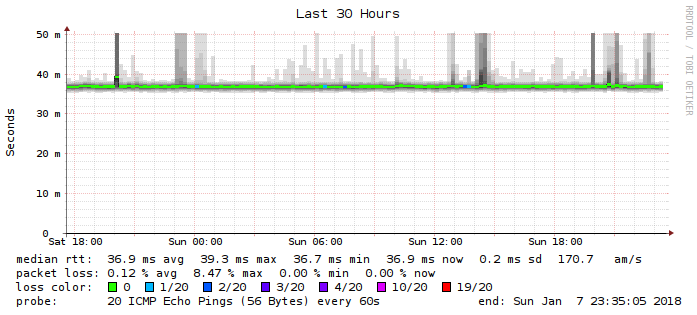 Last 30 Hours
RRDTOOL / TOBI OETIKER
Seconds
50 m
40 m
30 m
20 m
10 m
0
Sat 18:00 Sun 00:00 Sun 06:00 Sun 12:00 Sun 18:00
median rtt: 36.9 ms avg 39.3 ms max 36.7 ms min 36.9 ms now 0.2 ms sd 170.7 am/s
packet loss: 0.12 % avg 8.47 % max 0.00 % min 0.00 % now
loss color: 0 1/20 2/20 3/20 4/20 10/20 19/20
probe: 20 ICMP Echo Pings (56 Bytes) every 60s end: Sun Jan 7 23:35:05 2018